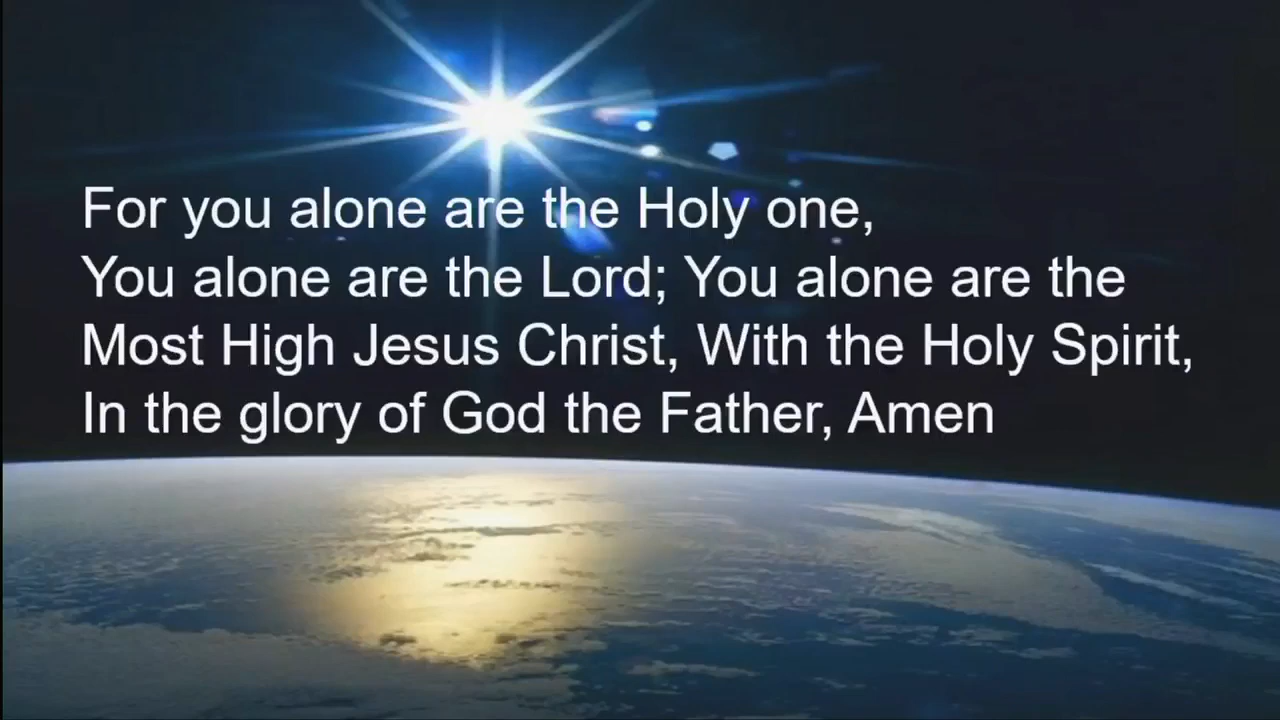 For you alone are the Holy one,
You alone are the Lord; You alone are the
Most High Jesus Christ, With the Holy Spirit,
In the glory of God the Father, Amen